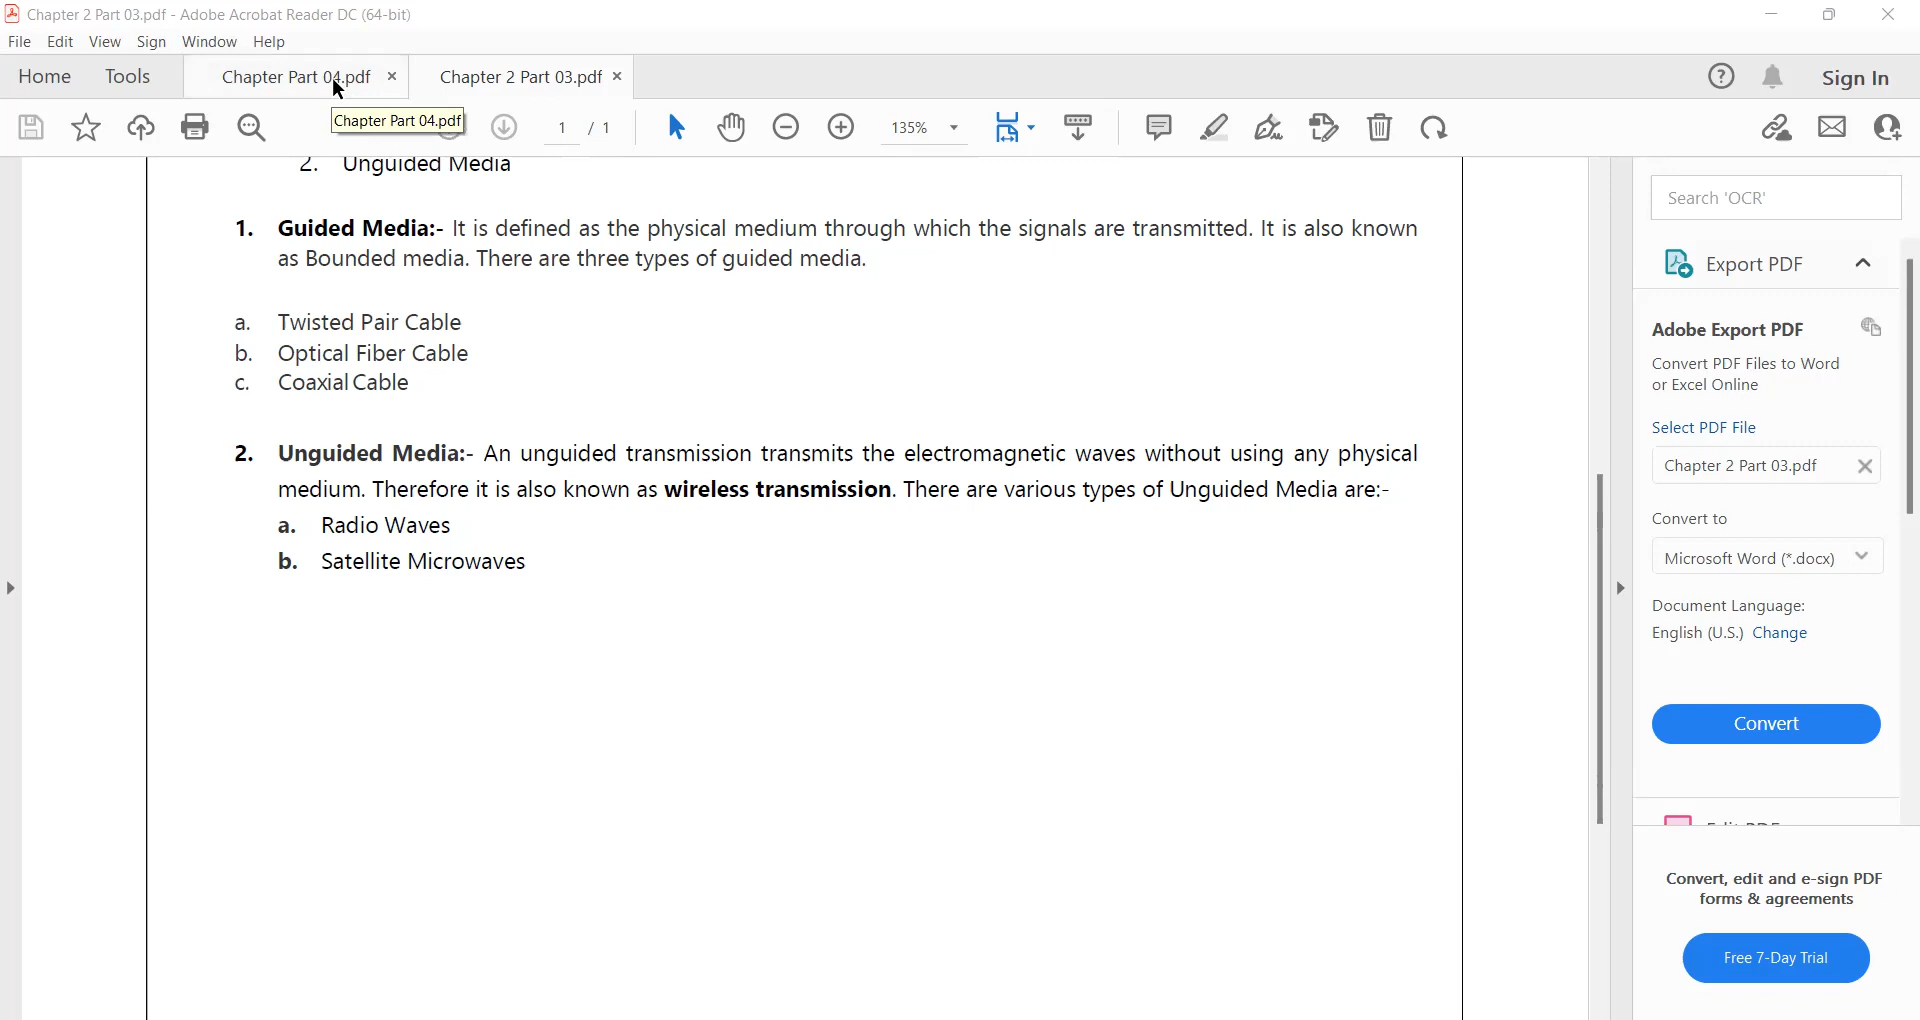 Chapter 2 Part 03.pdf - Adobe Acrobat Reader DC (64-bit)
File Edit View Sign Window Help
Home Tools Chapter Part 04.pdf × Chapter 2 Part 03.pdf × Sign In
Chapter Part 04.pdf
1 / 1 135%
2. Unguided Media
1. Guided Media:- It is defined as the physical medium through which the signals are transmitted. It is also known
as Bounded media. There are three types of guided media.
a. Twisted Pair Cable
b. Optical Fiber Cable
c. Coaxial Cable
2. Unguided Media:- An unguided transmission transmits the electromagnetic waves without using any physical
medium. Therefore it is also known as wireless transmission. There are various types of Unguided Media are:-
a. Radio Waves
b. Satellite Microwaves
Search 'OCR'
Export PDF
Adobe Export PDF
Convert PDF Files to Word
or Excel Online
Select PDF File
Chapter 2 Part 03.pdf
Convert to
Microsoft Word (*.docx)
Document Language:
English (U.S.) Change
Convert
Convert, edit and e-sign PDF
forms & agreements
Free 7-Day Trial